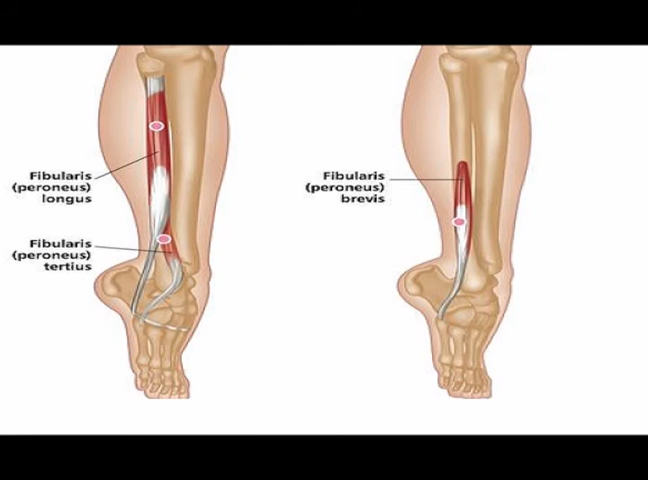 Fibularis
(peroneus)
longus
Fibularis
(peroneus)
tertius
Fibularis
(peroneus)
brevis